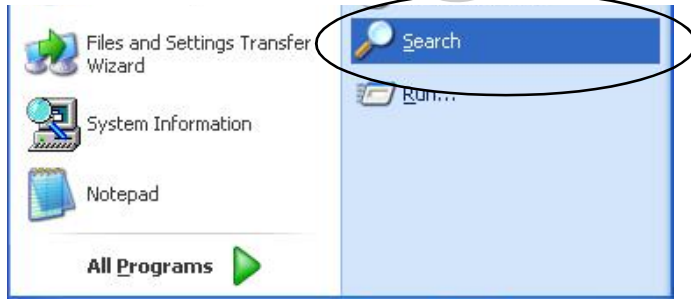 Files and Settings Transfer
Wizard
System Information
Notepad
All Programs
Search
Run...